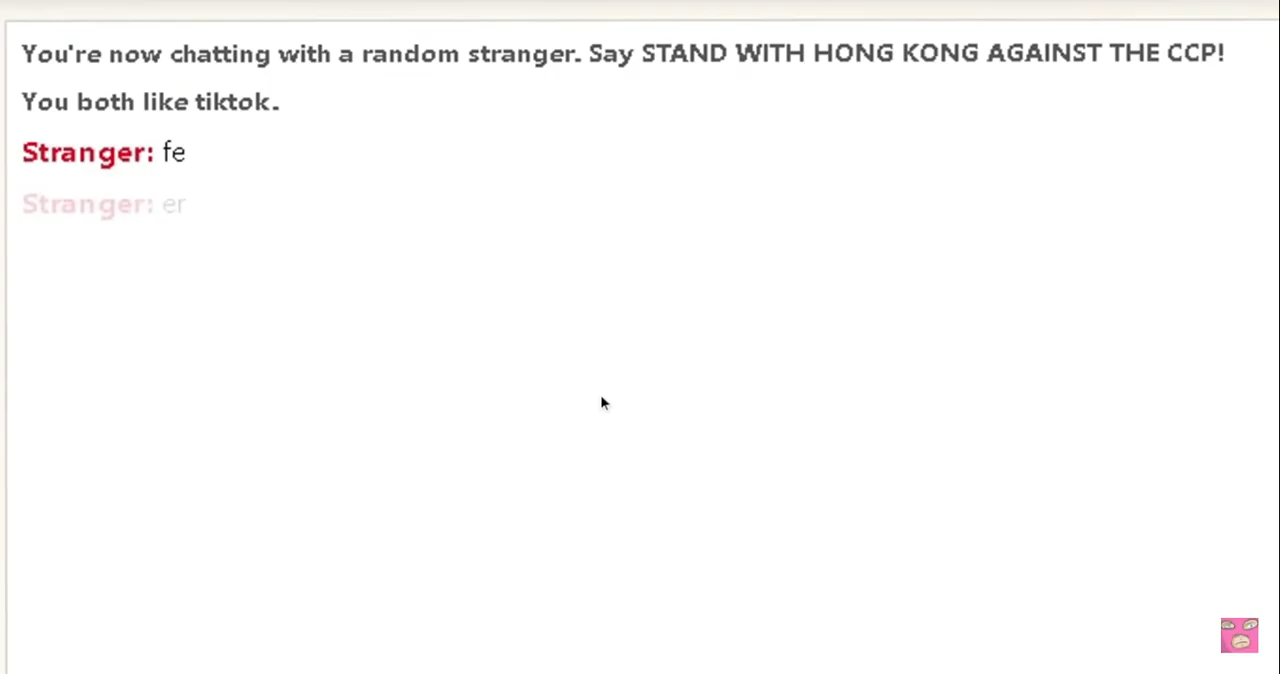 You're now chatting with a random stranger. Say STAND WITH HONG KONG AGAINST THE CCP!
You both like tiktok.
Stranger: fe
Stranger: er